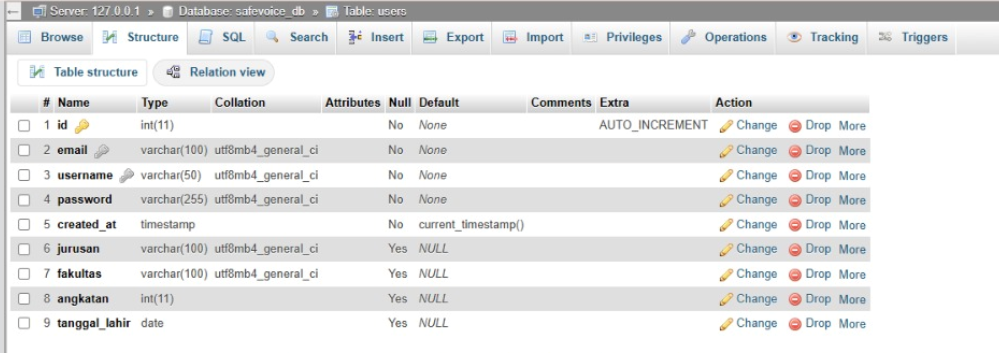 Server: 127.0.0.1 » Database: safevoice_db » Table: users
Browse Structure SQL Search Insert Export Import Privileges Operations Tracking Triggers
Table structure Relation view
# Name Type Collation Attributes Null Default Comments Extra Action
1 id int(11) No None AUTO_INCREMENT Change Drop More
2 email varchar(100) utf8mb4_general_ci No None Change Drop More
3 username varchar(50) utf8mb4_general_ci No None Change Drop More
4 password varchar(255) utf8mb4_general_ci No None Change Drop More
5 created_at timestamp No current_timestamp() Change Drop More
6 jurusan varchar(100) utf8mb4_general_ci Yes NULL Change Drop More
7 fakultas varchar(100) utf8mb4_general_ci Yes NULL Change Drop More
8 angkatan int(11) Yes NULL Change Drop More
9 tanggal_lahir date Yes NULL Change Drop More